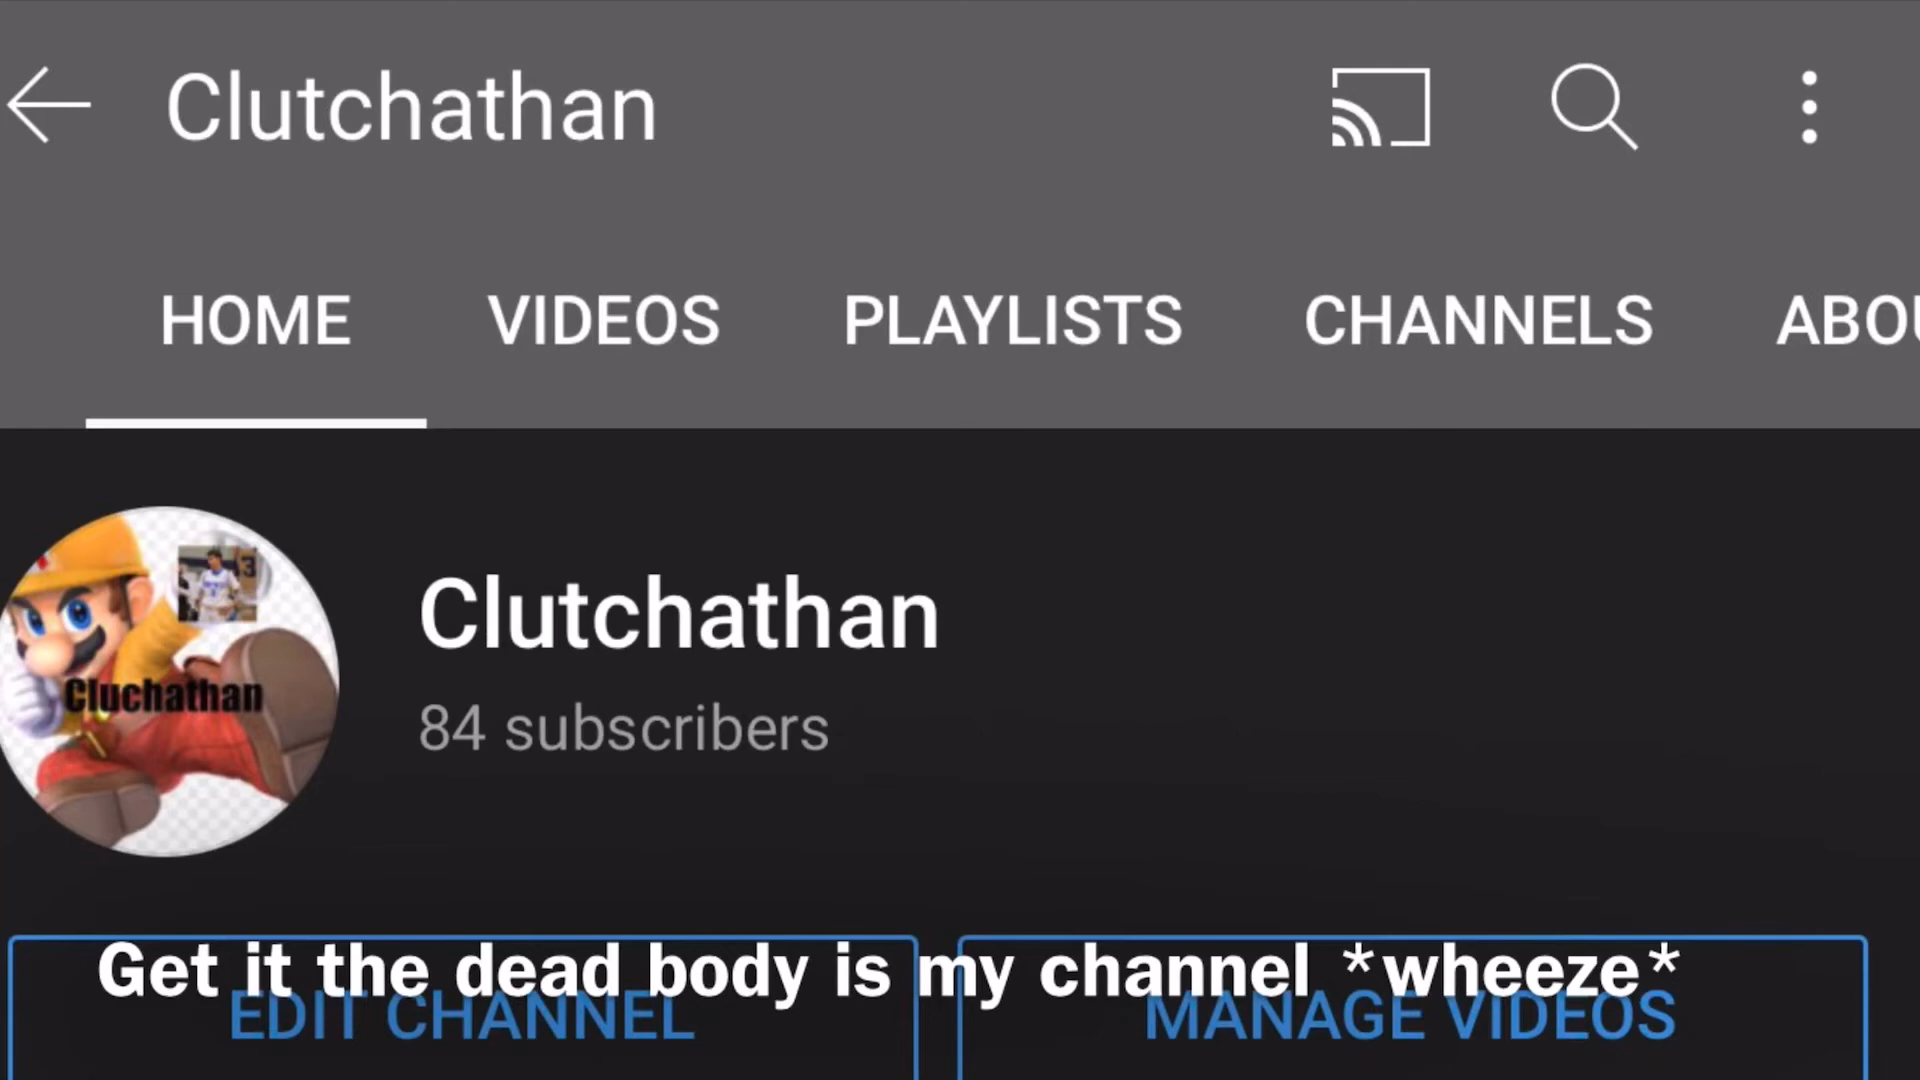 Clutchathan
HOME VIDEOS PLAYLISTS CHANNELS ABOU
Cluchathan
Clutchathan
84 subscribers
Get it the dead body is my channel *wheeze*
EDIT CHANNEL MANAGE VIDEOS